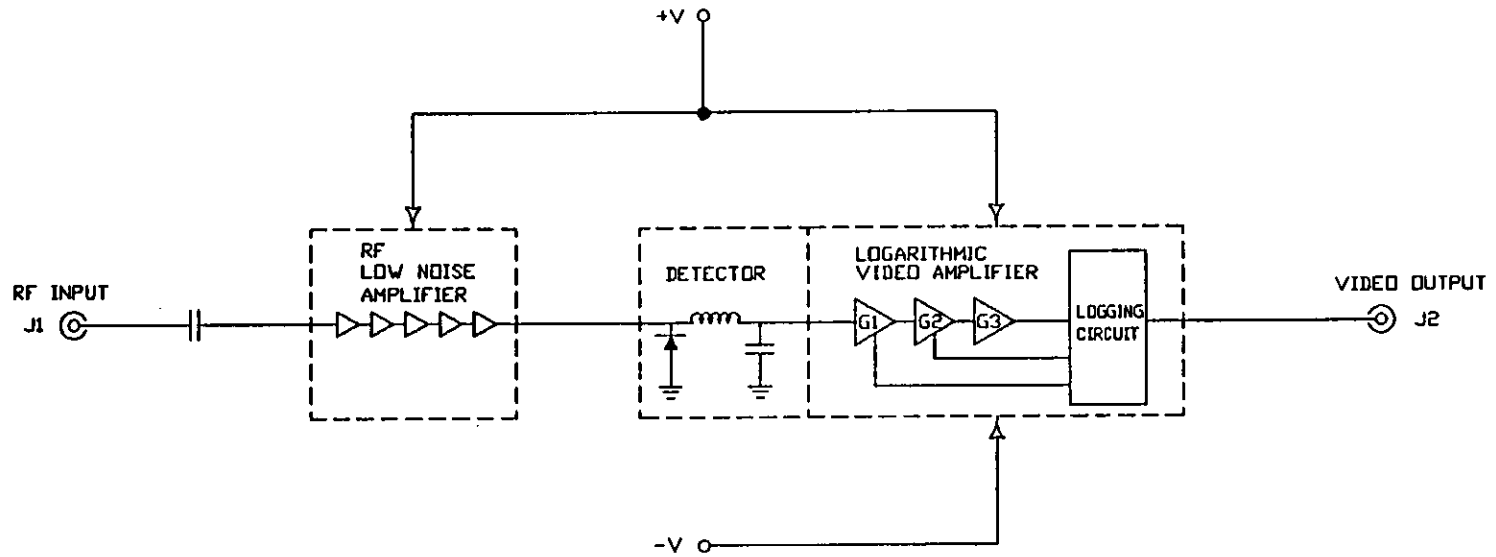 +V
RF
LOW NOISE
AMPLIFIER
DETECTOR
LOGARITHMIC
VIDEO AMPLIFIER
RF INPUT
J1
G1
G2
G3
LOGGING
CIRCUIT
VIDEO OUTPUT
J2
-V